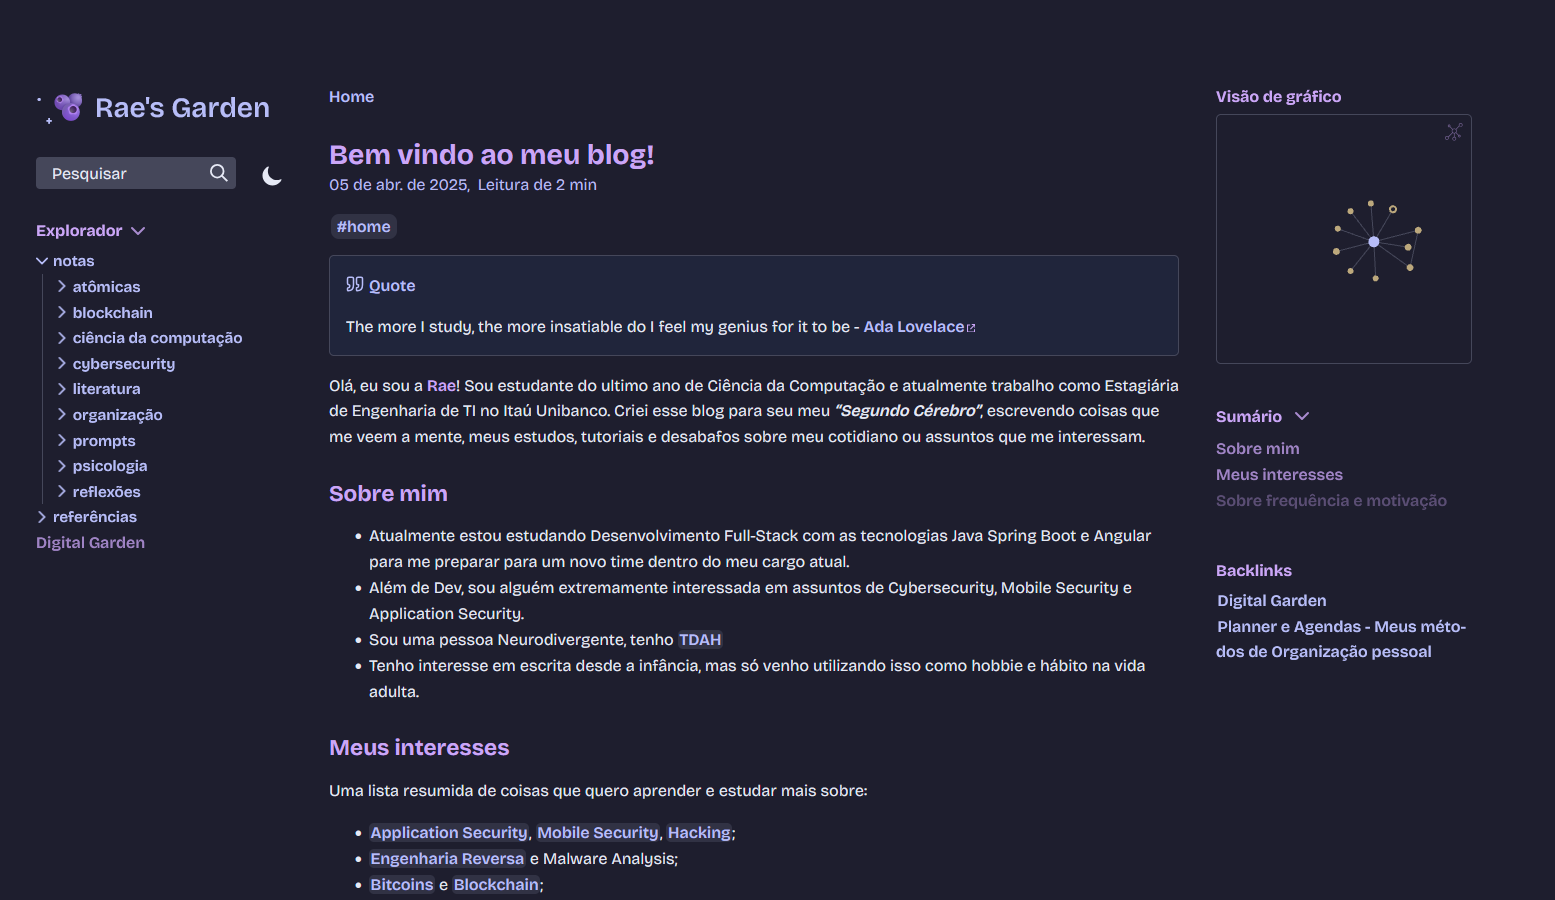 Rae's Garden
Pesquisar
Explorador
notas
atômicas
blockchain
ciência da computação
cybersecurity
literatura
organização
prompts
psicologia
reflexões
referências
Digital Garden
Home
Bem vindo ao meu blog!
05 de abr. de 2025, Leitura de 2 min
#home
Quote
The more I study, the more insatiable do I feel my genius for it to be - Ada Lovelace
Olá, eu sou a Rae! Sou estudante do ultimo ano de Ciência da Computação e atualmente trabalho como Estagiária
de Engenharia de TI no Itaú Unibanco. Criei esse blog para seu meu “Segundo Cérebro”, escrevendo coisas que
me veem a mente, meus estudos, tutoriais e desabafos sobre meu cotidiano ou assuntos que me interessam.
Sobre mim
• Atualmente estou estudando Desenvolvimento Full-Stack com as tecnologias Java Spring Boot e Angular
para me preparar para um novo time dentro do meu cargo atual.
• Além de Dev, sou alguém extremamente interessada em assuntos de Cybersecurity, Mobile Security e
Application Security.
• Sou uma pessoa Neurodivergente, tenho TDAH
• Tenho interesse em escrita desde a infância, mas só venho utilizando isso como hobbie e hábito na vida
adulta.
Meus interesses
Uma lista resumida de coisas que quero aprender e estudar mais sobre:
• Application Security, Mobile Security, Hacking;
• Engenharia Reversa e Malware Analysis;
• Bitcoins e Blockchain;
Visão de gráfico
Sumário
Sobre mim
Meus interesses
Sobre frequência e motivação
Backlinks
Digital Garden
Planner e Agendas - Meus méto-
dos de Organização pessoal